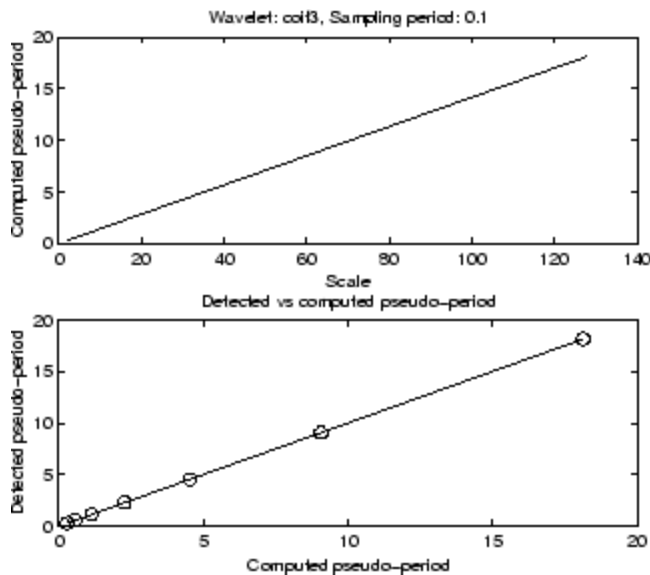 Wavelet: coif3, Sampling period: 0.1
Computed pseudo-period
20
15
10
5
0
0 20 40 60 80 100 120 140
Scale
Detected vs computed pseudo-period
Detected pseudo-period
20
15
10
5
0
0 5 10 15 20
Computed pseudo-period